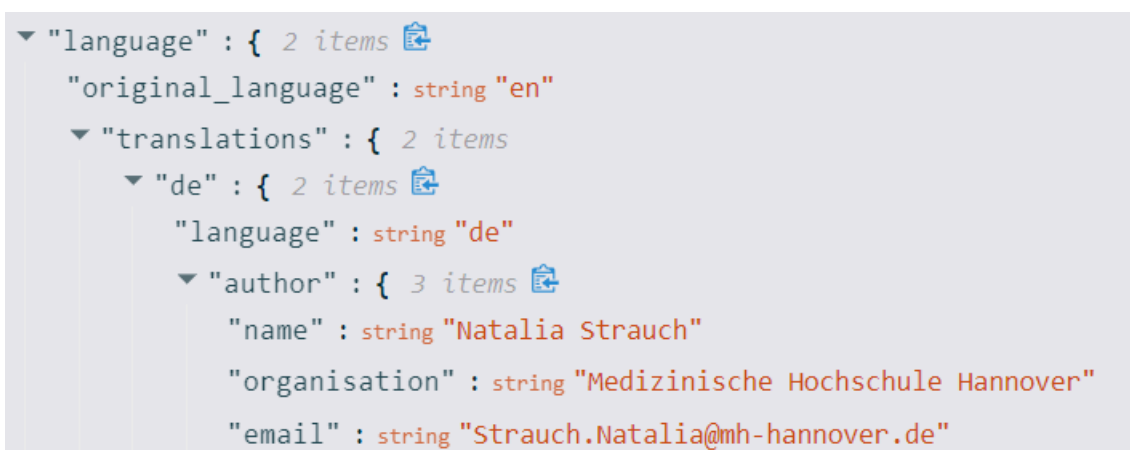 "language" : { 2 items
"original_language" : string "en"
"translations" : { 2 items
"de" : { 2 items
"language" : string "de"
"author" : { 3 items
"name" : string "Natalia Strauch"
"organisation" : string "Medizinische Hochschule Hannover"
"email" : string "Strauch.Natalia@mh-hannover.de"